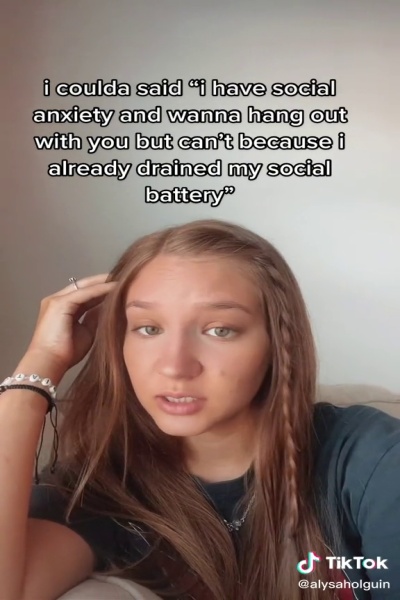 i coulda said “i have social
anxiety and wanna hang out
with you but can’t because i
already drained my social
battery”
TikTok
@alysaholguin